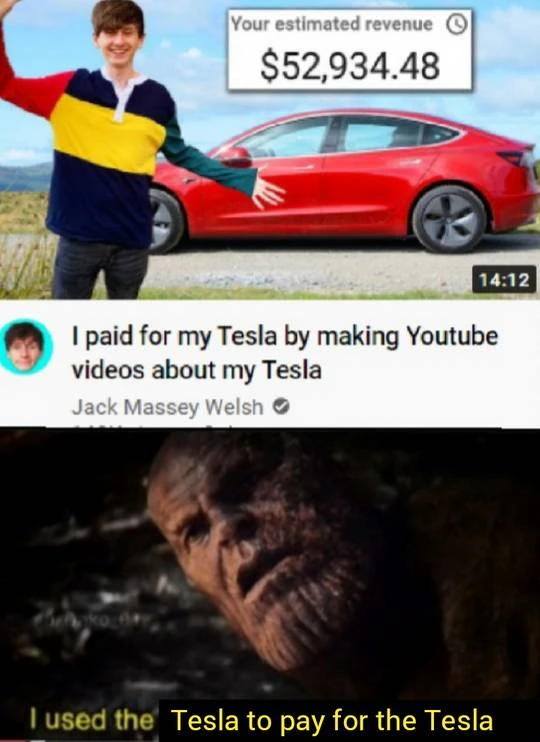 Your estimated revenue
$52,934.48
14:12
I paid for my Tesla by making Youtube
videos about my Tesla
Jack Massey Welsh
I used the Tesla to pay for the Tesla